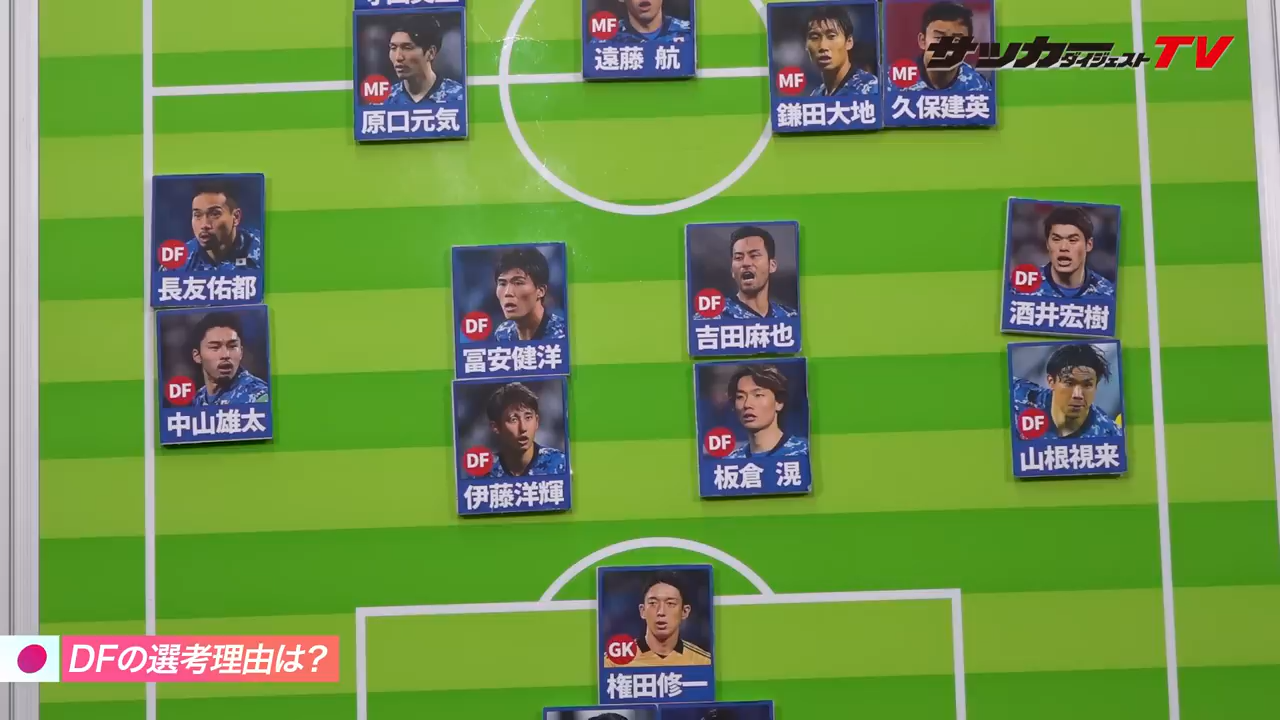 サッカーダイジェストTV
MF
原口元気
MF
遠藤 航
MF
鎌田大地
MF
久保建英
DF
長友佑都
DF
冨安健洋
DF
吉田麻也
DF
酒井宏樹
DF
中山雄太
DF
伊藤洋輝
DF
板倉 滉
DF
山根視来
GK
権田修一
DFの選考理由は?